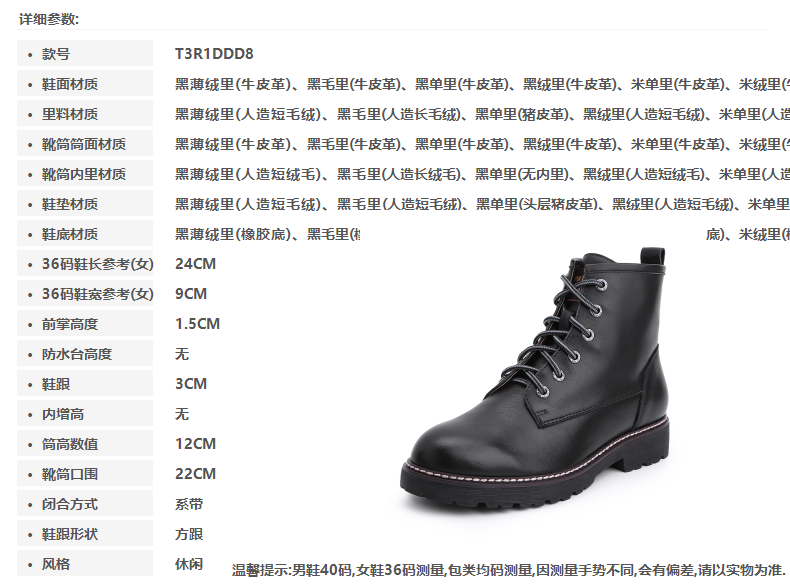 详细参数:
• 款号 T3R1DDD8
• 鞋面材质 黑薄绒里(牛皮革)、黑毛里(牛皮革)、黑单里(牛皮革)、黑绒里(牛皮革)、米单里(牛皮革)、米绒里(牛
• 里料材质 黑薄绒里(人造短毛绒)、黑毛里(人造长毛绒)、黑单里(猪皮革)、黑绒里(人造短毛绒)、米单里(人造
• 靴筒筒面材质 黑薄绒里(牛皮革)、黑毛里(牛皮革)、黑单里(牛皮革)、黑绒里(牛皮革)、米单里(牛皮革)、米绒里(牛
• 靴筒内里材质 黑薄绒里(人造短绒毛)、黑毛里(人造长绒毛)、黑单里(无内里)、黑绒里(人造短绒毛)、米单里(人造
• 鞋垫材质 黑薄绒里(人造短毛绒)、黑毛里(人造短毛绒)、黑单里(头层猪皮革)、黑绒里(人造短毛绒)、米单里
• 鞋底材质 黑薄绒里(橡胶底)、黑毛里( 底)、米绒里(
• 36码鞋长参考(女) 24CM
• 36码鞋宽参考(女) 9CM
• 前掌高度 1.5CM
• 防水台高度 无
• 鞋跟 3CM
• 内增高 无
• 筒高数值 12CM
• 靴筒口围 22CM
• 闭合方式 系带
• 鞋跟形状 方跟
• 风格 休闲
温馨提示:男鞋40码,女鞋36码测量,包类均码测量,因测量手势不同,会有偏差,请以实物为准.